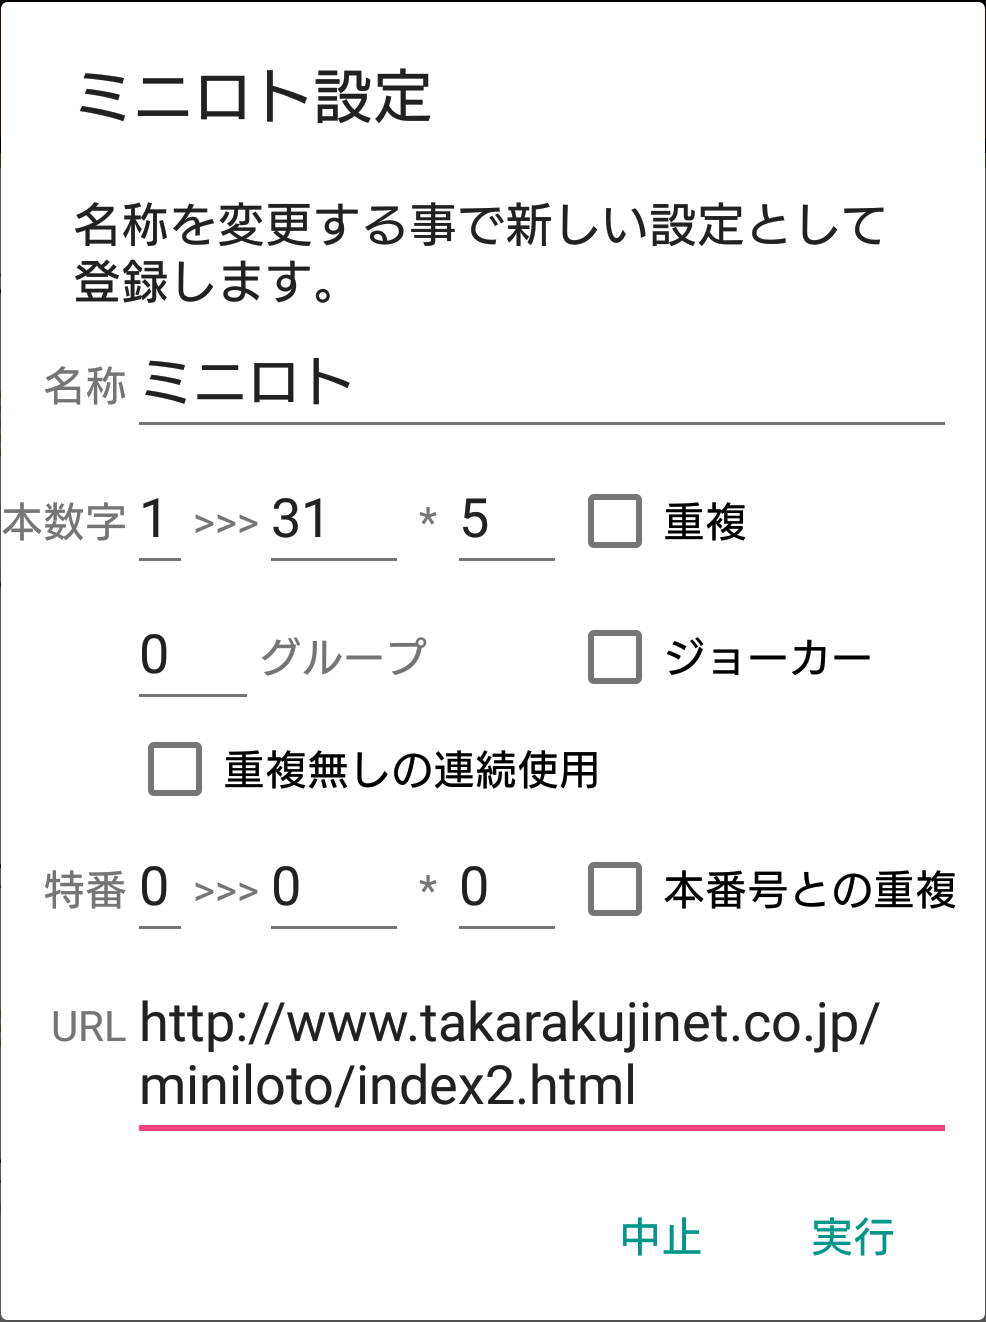 ミニロト設定
名称を変更する事で新しい設定として
登録します。
名称 ミニロト
本数字 1 >>> 31 * 5 重複
0 グループ ジョーカー
重複無しの連続使用
特番 0 >>> 0 * 0 本番号との重複
URL http://www.takarakujinet.co.jp/
miniloto/index2.html
中止 実行